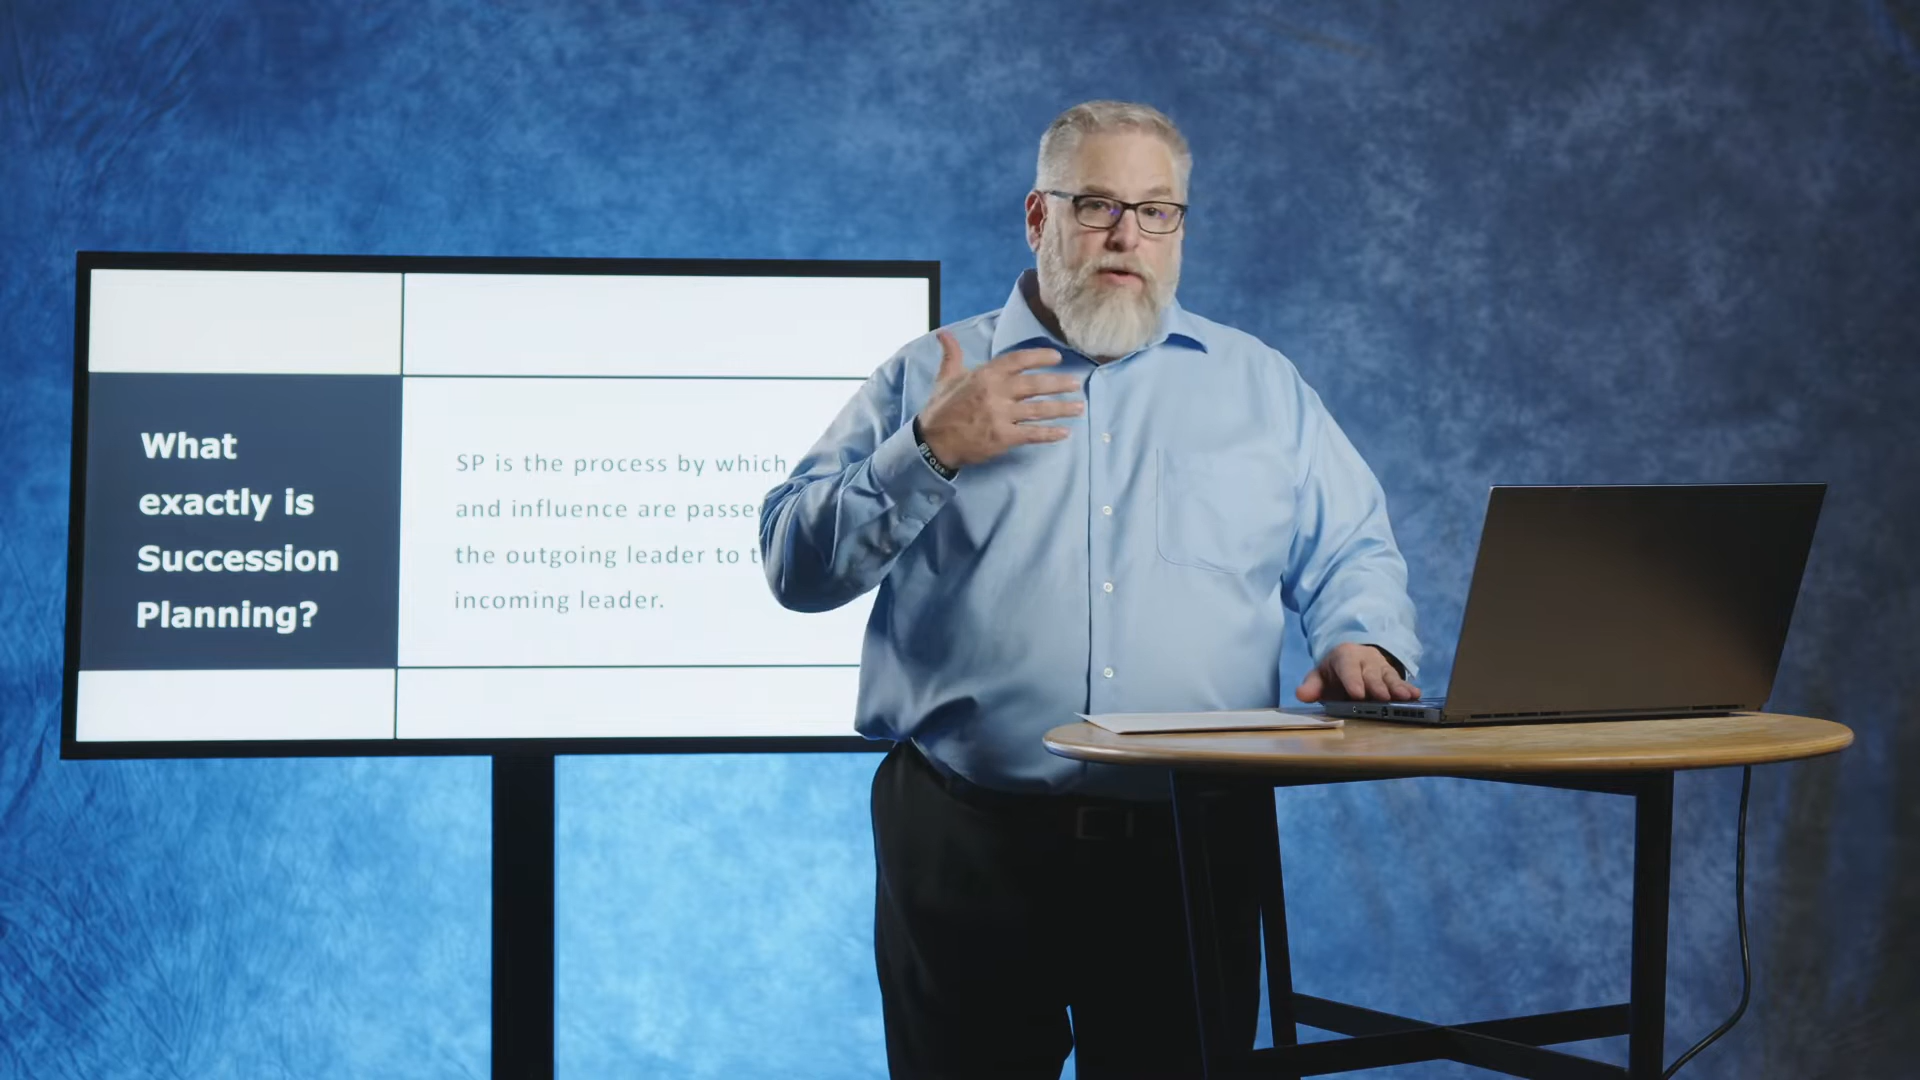 What
exactly is
Succession
Planning?
SP is the process by which
and influence are passe
the outgoing leader to t
incoming leader.